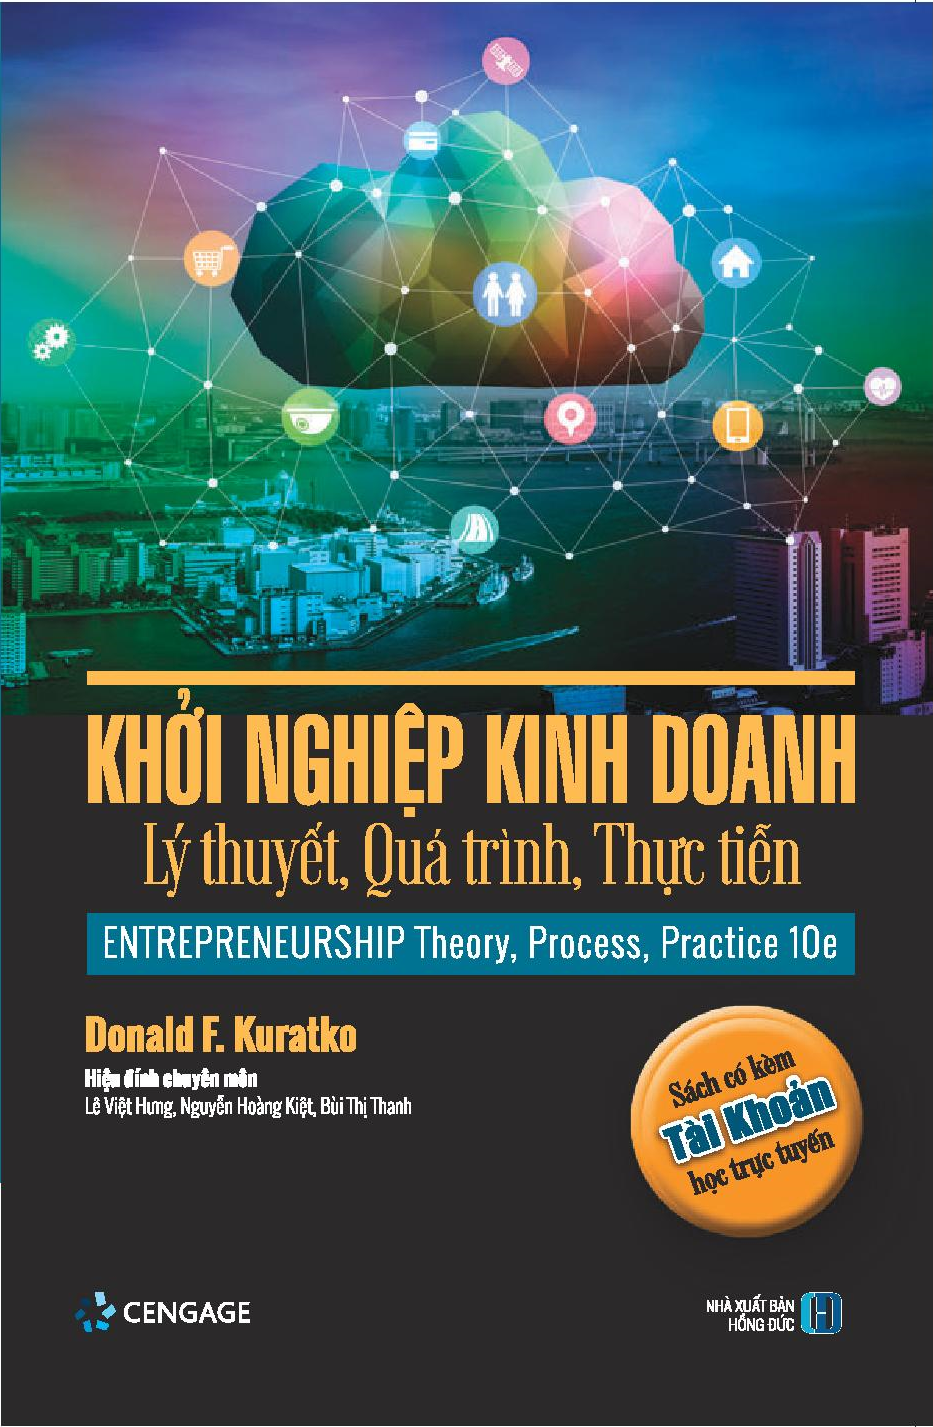 KHỞI NGHIỆP KINH DOANH
Lý thuyết, Quá trình, Thực tiễn
ENTREPRENEURSHIP Theory, Process, Practice 10e
Donald F. Kuratko
Hiệu đính chuyên môn
Lê Việt Hưng, Nguyễn Hoàng Kiệt, Bùi Thị Thanh
Sách có kèm
Tài Khoản
học trực tuyến
CENGAGE
NHÀ XUẤT BẢN
HỒNG ĐỨC